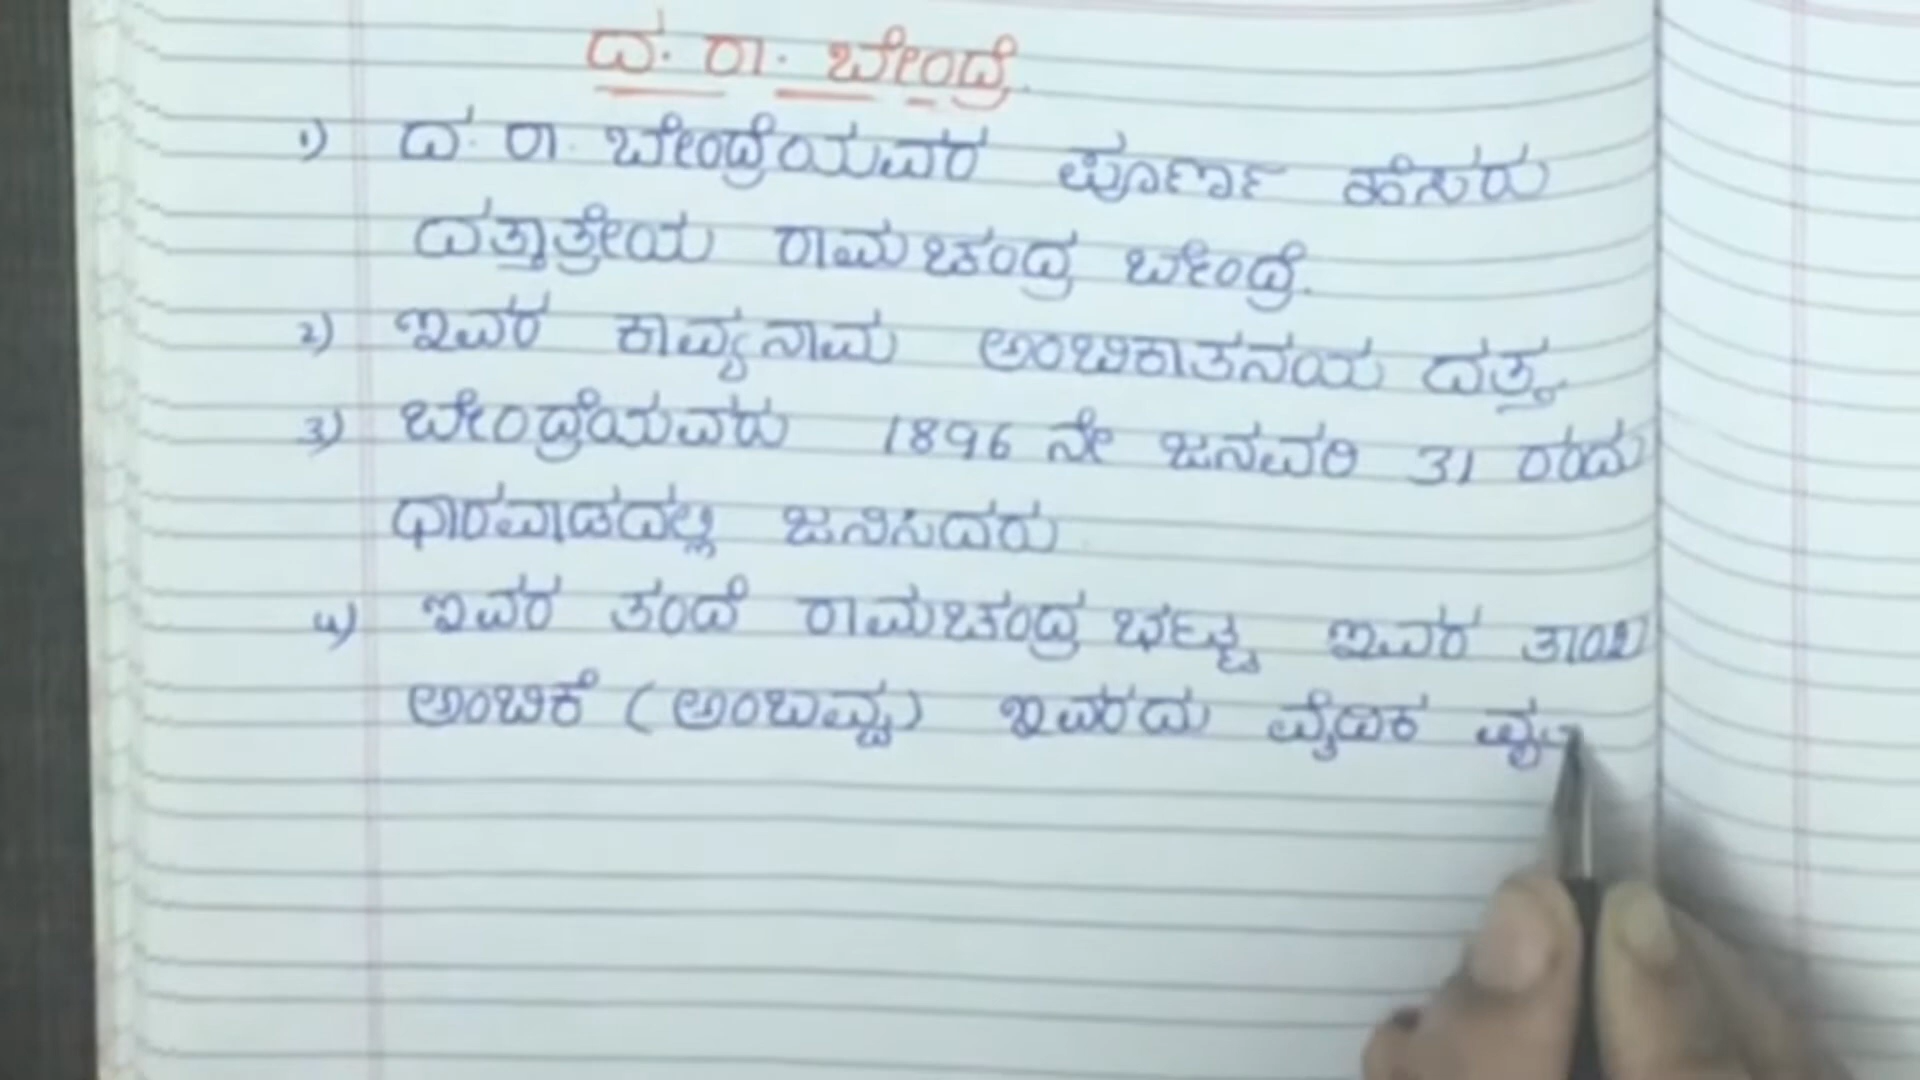 ದ. ರಾ. ಬೇಂದ್ರೆ.
1) ದ. ರಾ. ಬೇಂದ್ರೆಯವರ ಪೂರ್ಣ ಹೆಸರು
ದತ್ತಾತ್ರೇಯ ರಾಮಚಂದ್ರ ಬೇಂದ್ರೆ.
2) ಇವರ ಕಾವ್ಯನಾಮ ಅಂಬಿಕಾತನಯ ದತ್ತ
3) ಬೇಂದ್ರೆಯವರು 1896 ನೇ ಜನವರಿ 31 ರಂದು
ಧಾರವಾಡದಲ್ಲಿ ಜನಿಸಿದರು
4) ಇವರ ತಂದೆ ರಾಮಚಂದ್ರ ಭಟ್ಟ ಇವರ ತಾಯಿ
ಅಂಬಿಕೆ (ಅಂಬವ್ವ) ಇವರದು ವೈದಿಕ